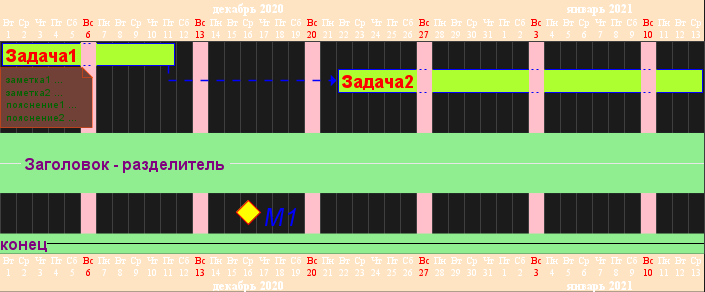 декабрь 2020 январь 2021
Вт Ср Чт Пт Сб Вс Пн Вт Ср Чт Пт Сб Вс Пн Вт Ср Чт Пт Сб Вс Пн Вт Ср Чт Пт Сб Вс Пн Вт Ср Чт Пт Сб Вс Пн Вт Ср Чт Пт Сб Вс Пн Вт Ср
1 2 3 4 5 6 7 8 9 10 11 12 13 14 15 16 17 18 19 20 21 22 23 24 25 26 27 28 29 30 31 1 2 3 4 5 6 7 8 9 10 11 12 13
Задача1
заметка1 ...
заметка2 ...
положение1 ...
положение2 ...
Задача2
Заголовок - разделитель
М1
конец
Вт Ср Чт Пт Сб Вс Пн Вт Ср Чт Пт Сб Вс Пн Вт Ср Чт Пт Сб Вс Пн Вт Ср Чт Пт Сб Вс Пн Вт Ср Чт Пт Сб Вс Пн Вт Ср Чт Пт Сб Вс Пн Вт Ср
1 2 3 4 5 6 7 8 9 10 11 12 13 14 15 16 17 18 19 20 21 22 23 24 25 26 27 28 29 30 31 1 2 3 4 5 6 7 8 9 10 11 12 13
декабрь 2020 январь 2021